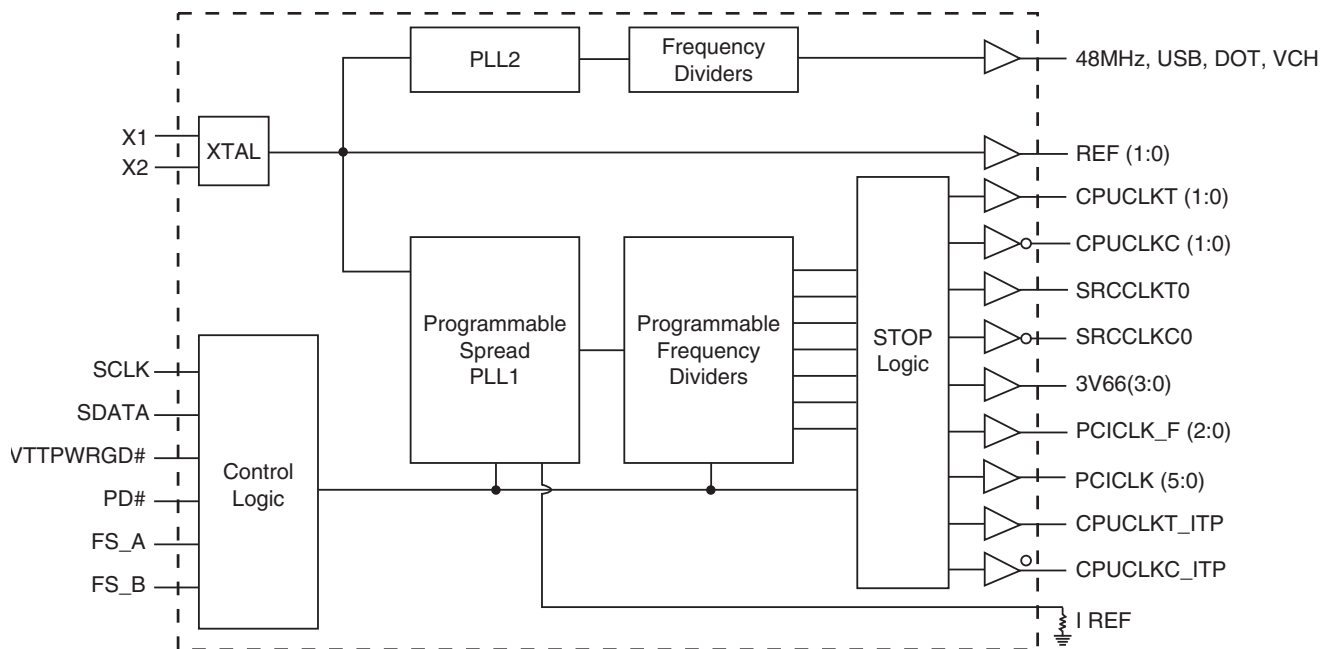 PLL2
Frequency
Dividers
48MHz, USB, DOT, VCH
X1
X2
XTAL
REF (1:0)
CPUCLKT (1:0)
CPUCLKC (1:0)
SRCCLKT0
SRCCLKC0
3V66(3:0)
PCICLK_F (2:0)
PCICLK (5:0)
CPUCLKT_ITP
CPUCLKC_ITP
I REF
Programmable
Spread
PLL1
Programmable
Frequency
Dividers
STOP
Logic
SCLK
SDATA
VTTPWRGD#
PD#
FS_A
FS_B
Control
Logic